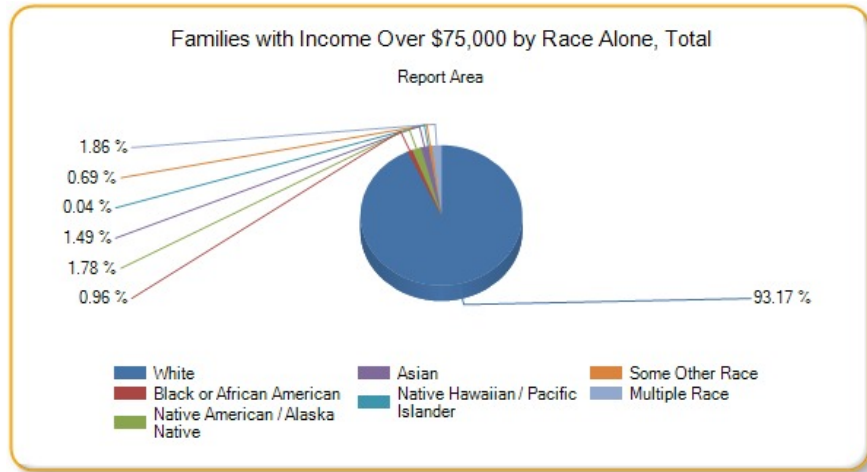 Families with Income Over $75,000 by Race Alone, Total
Report Area
1.86 %
0.69 %
0.04 %
1.49 %
1.78 %
0.96 %
93.17 %
White
Black or African American
Native American / Alaska
Native
Asian
Native Hawaiian / Pacific
Islander
Some Other Race
Multiple Race